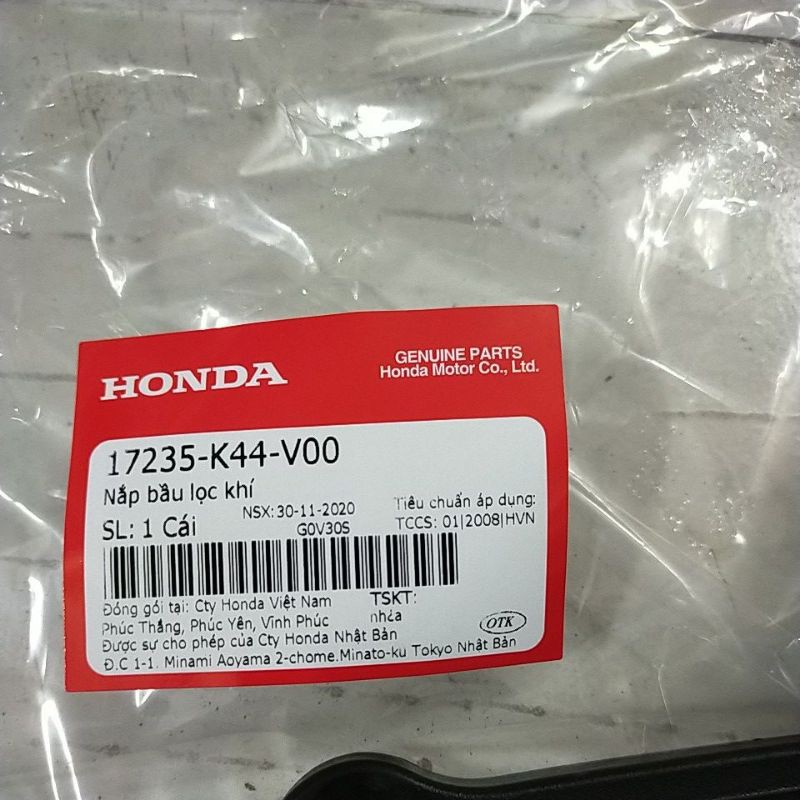 HONDA
GENUINE PARTS
Honda Motor Co., Ltd.
17235-K44-V00
Nắp bầu lọc khí
SL: 1 Cái
NSX: 30-11-2020
G0V30S
Tiêu chuẩn áp dụng:
TCCS: 01|2008|HVN
Đóng gói tại: Cty Honda Việt Nam
Phúc Thắng, Phúc Yên, Vĩnh Phúc
TSKT:
nhựa
Được sự cho phép của Cty Honda Nhật Bản
OTK
Đ.C 1-1. Minami Aoyama 2-chome.Minato-ku Tokyo Nhật Bản